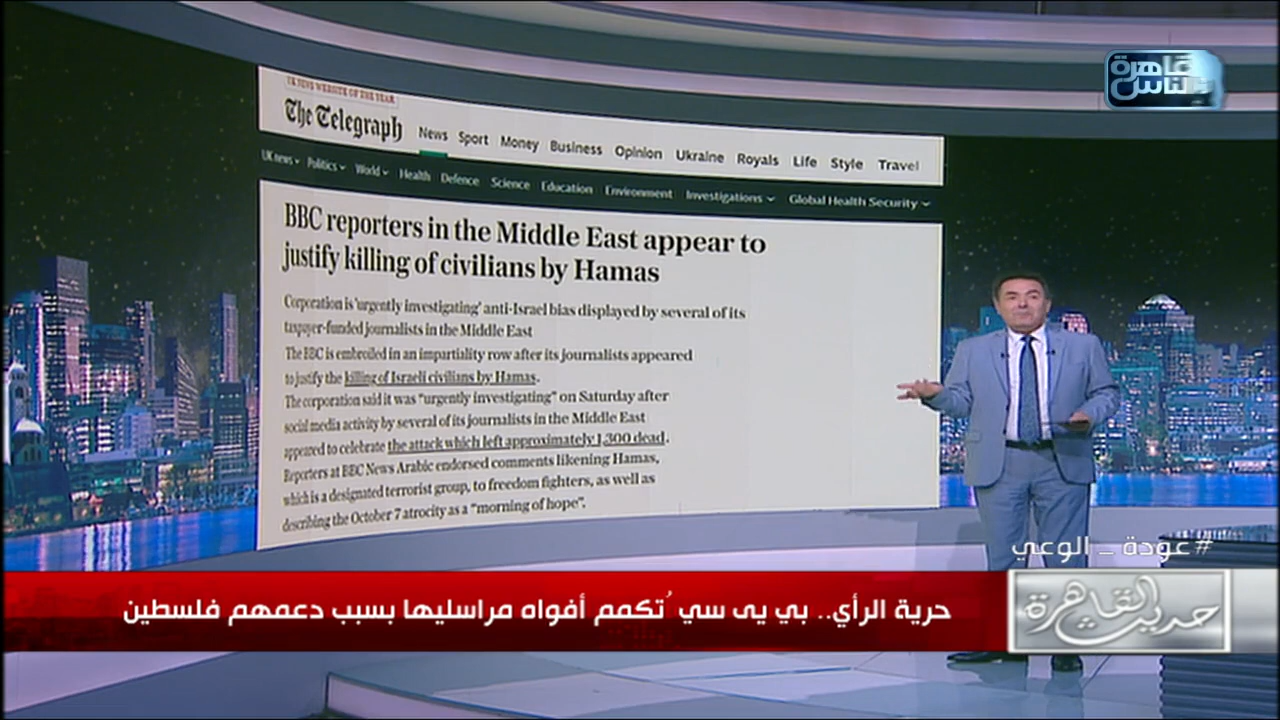 القاهرة
والناس
UK NEWS WEBSITE OF THE YEAR
The Telegraph
News Sport Money Business Opinion Ukraine Royals Life Style Travel
UK news Politics World Health Defence Science Education Environment Investigations Global Health Security
BBC reporters in the Middle East appear to
justify killing of civilians by Hamas
Corporation is 'urgently investigating' anti-Israel bias displayed by several of its
taxpayer-funded journalists in the Middle East
The BBC is embroiled in an impartiality row after its journalists appeared
to justify the killing of Israeli civilians by Hamas.
The corporation said it was "urgently investigating" on Saturday after
social media activity by several of its journalists in the Middle East
appeared to celebrate the attack which left approximately 1,300 dead.
Reporters at BBC News Arabic endorsed comments likening Hamas,
which is a designated terrorist group, to freedom fighters, as well as
describing the October 7 atrocity as a "morning of hope".
#عودة_الوعي
حديث القاهرة
حرية الرأي.. بي يى سي ُتكمم أفواه مراسليها بسبب دعمهم فلسطين